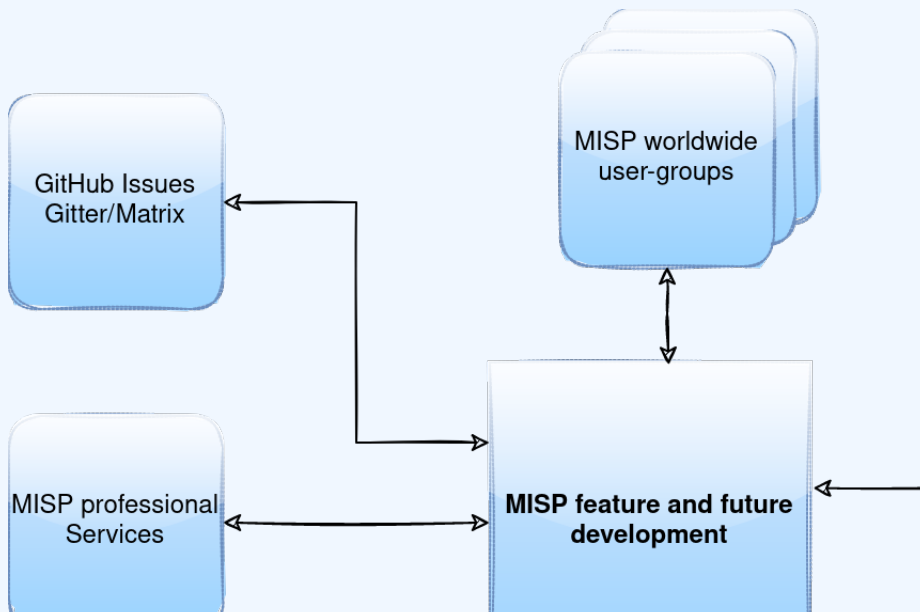 MISP worldwide
user-groups
GitHub Issues
Gitter/Matrix
MISP professional
Services
MISP feature and future
development